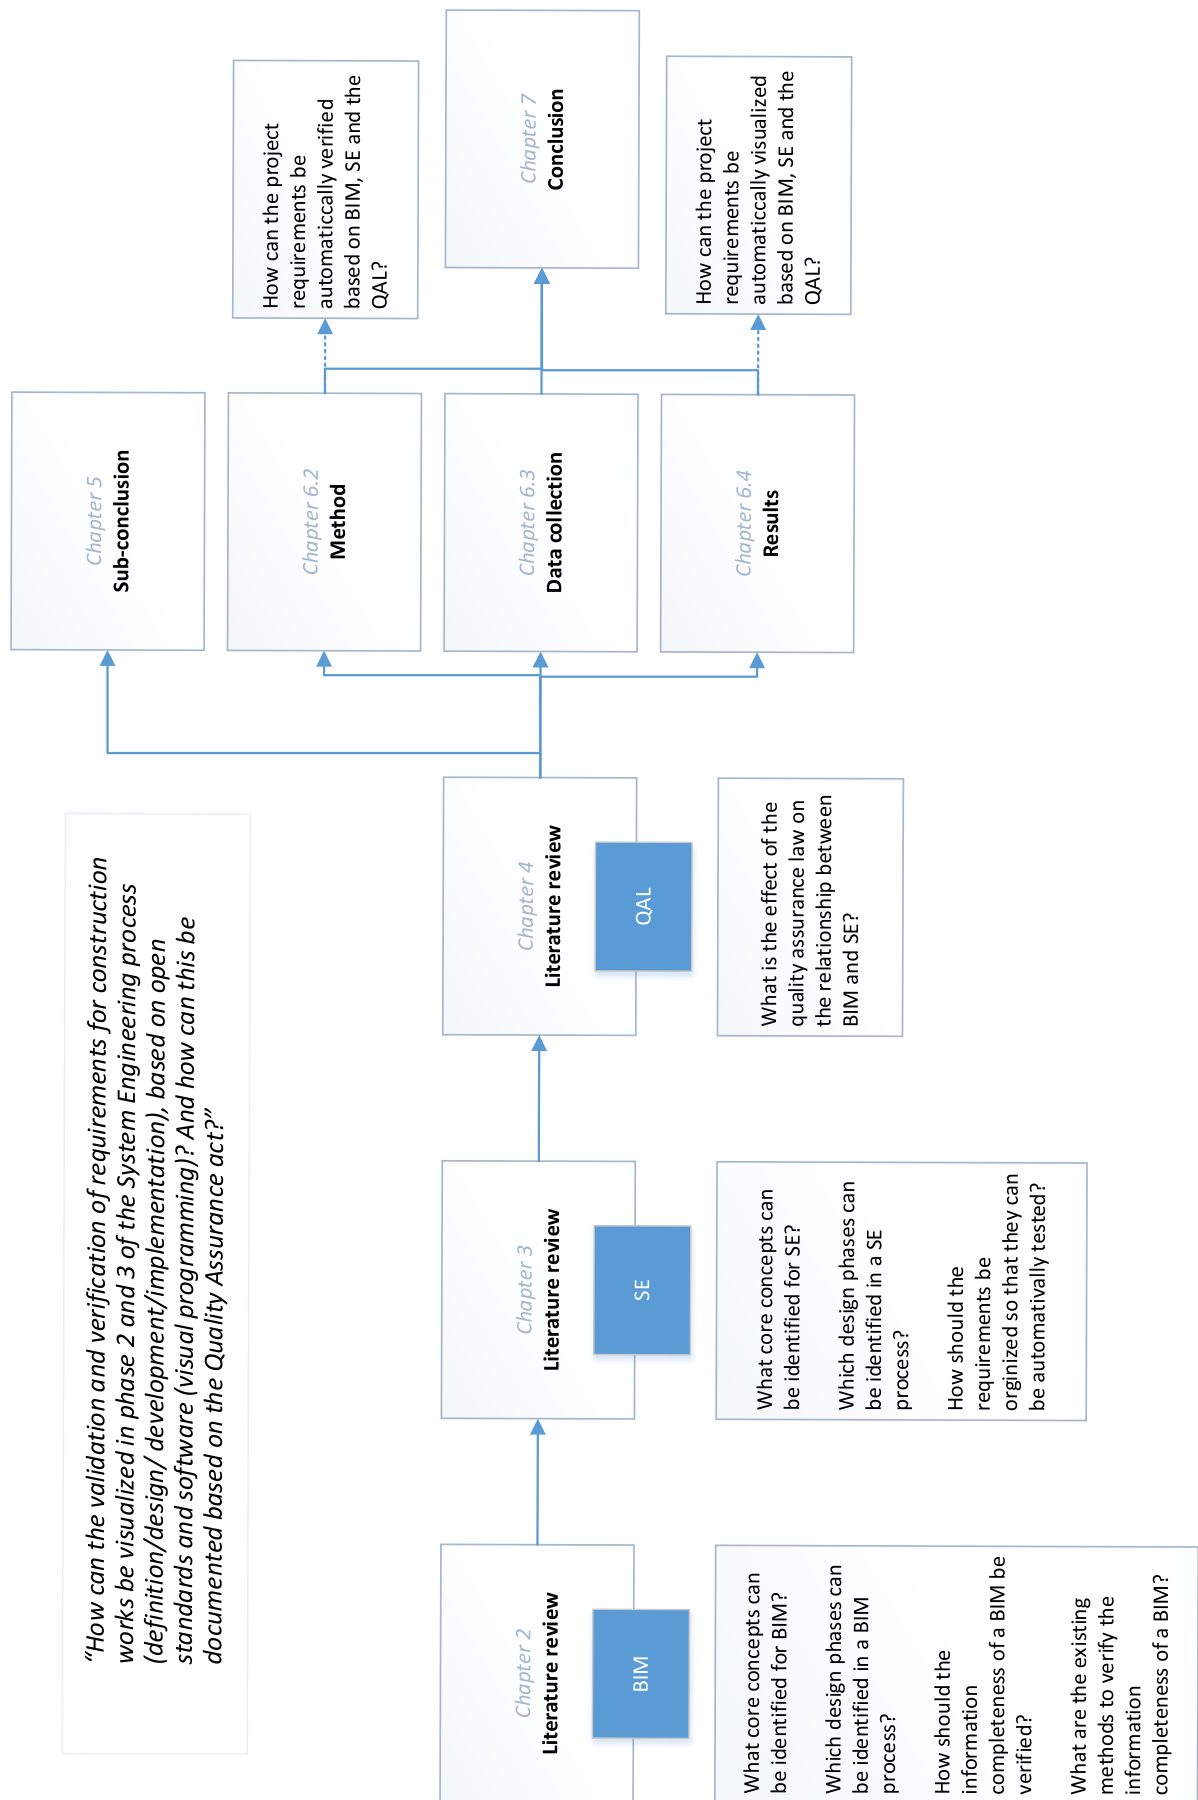 “How can the validation and verification of requirements for construction
works be visualized in phase 2 and 3 of the System Engineering process
(definition/design/ development/implementation), based on open
standards and software (visual programming)? And how can this be
documented based on the Quality Assurance act?”
Chapter 2
Literature review
BIM
What core concepts can
be identified for BIM?
Which design phases can
be identified in a BIM
process?
How should the
information
completeness of a BIM be
verified?
What are the existing
methods to verify the
information
completeness of a BIM?
Chapter 3
Literature review
SE
What core concepts can
be identified for SE?
Which design phases can
be identified in a SE
process?
How should the
requirements be
orginized so that they can
be automativally tested?
Chapter 4
Literature review
QAL
What is the effect of the
quality assurance law on
the relationship between
BIM and SE?
Chapter 5
Sub-conclusion
Chapter 6.2
Method
Chapter 6.3
Data collection
Chapter 6.4
Results
How can the project
requirements be
automaticcally verified
based on BIM, SE and the
QAL?
Chapter 7
Conclusion
How can the project
requirements be
automaticcally visualized
based on BIM, SE and the
QAL?